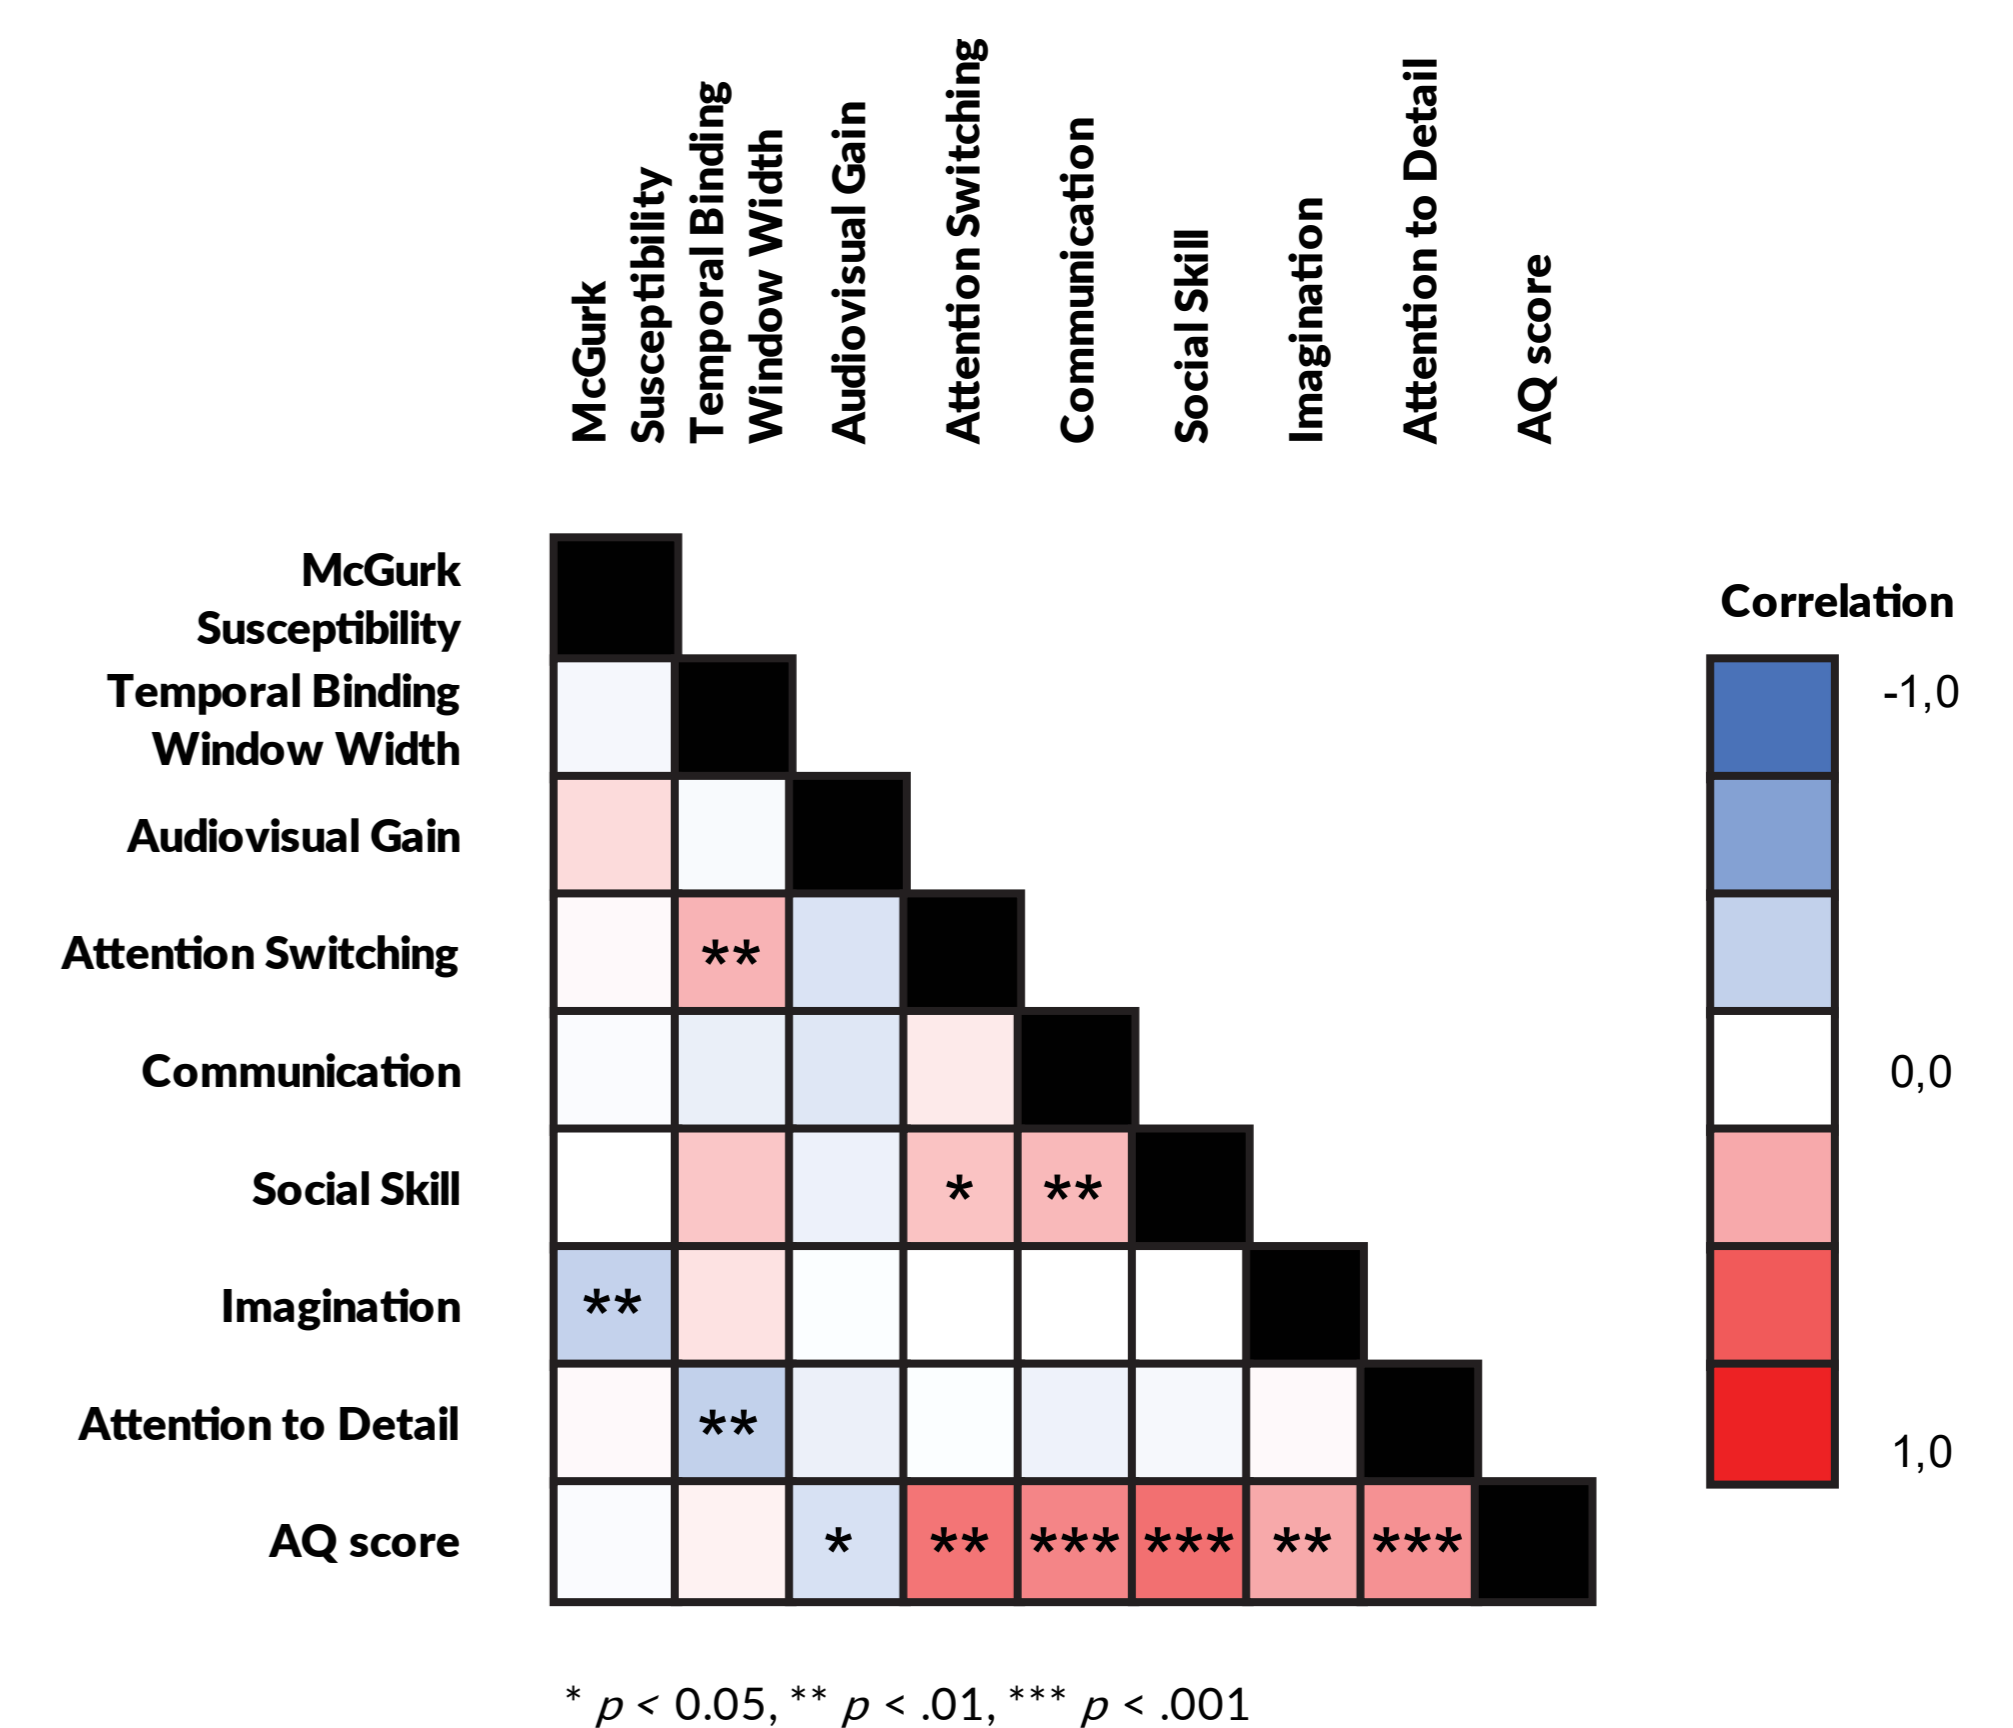 McGurk
Susceptibility
Temporal Binding
Window Width
Audiovisual Gain
Attention Switching
Communication
Social Skill
Imagination
Attention to Detail
AQ score
McGurk
Susceptibility
Temporal Binding
Window Width
Audiovisual Gain
Attention Switching
**
Communication
Social Skill
* **
Imagination
**
Attention to Detail
**
AQ score
* ** *** *** ** ***
Correlation
-1,0
0,0
1,0
* p < 0.05, ** p < .01, *** p < .001